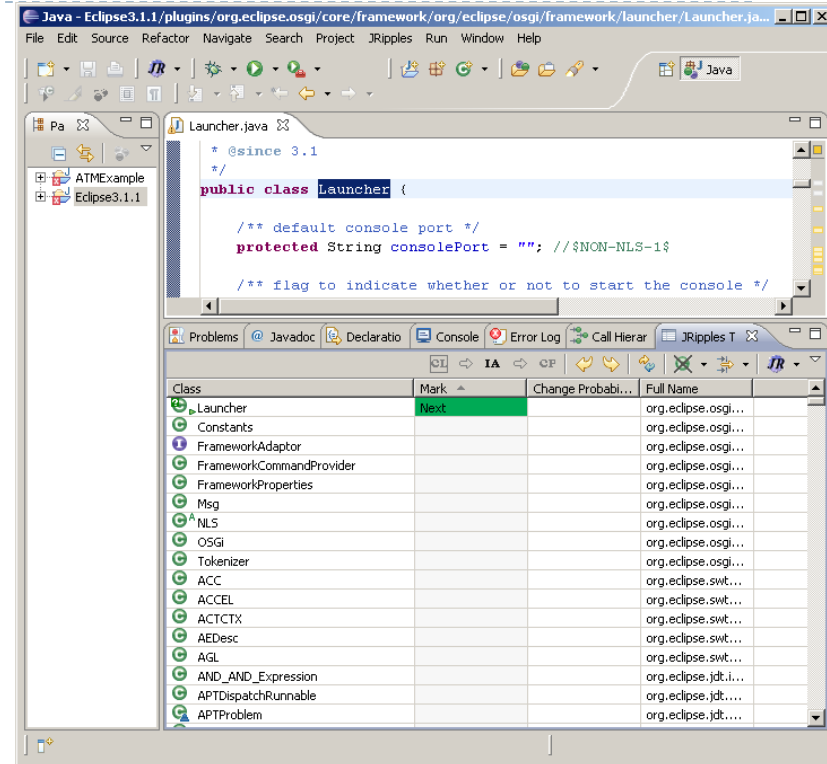 Java - Eclipse3.1.1/plugins/org.eclipse.osgi/core/framework/org/eclipse/osgi/framework/launcher/Launcher.ja...
File Edit Source Refactor Navigate Search Project JRipples Run Window Help
JR
Java
Pa
Launcher.java
ATMExample
Eclipse3.1.1
* @since 3.1
*/
public class Launcher {
/** default console port */
protected String consolePort = ""; //$NON-NLS-1$
/** flag to indicate whether or not to start the console */
Problems @ Javadoc Declaratio Console Error Log Call Hierar JRipples T
CL IA CP JR
Class Mark Change Probabi... Full Name
Launcher Next org.eclipse.osgi...
Constants org.eclipse.osgi...
FrameworkAdaptor org.eclipse.osgi...
FrameworkCommandProvider org.eclipse.osgi...
FrameworkProperties org.eclipse.osgi...
Msg org.eclipse.osgi...
NLS org.eclipse.osgi...
OSGi org.eclipse.osgi...
Tokenizer org.eclipse.osgi...
ACC org.eclipse.swt...
ACCEL org.eclipse.swt...
ACTCTX org.eclipse.swt...
AEDesc org.eclipse.swt...
AGL org.eclipse.swt...
AND_AND_Expression org.eclipse.jdt.i...
APTDispatchRunnable org.eclipse.jdt....
APTProblem org.eclipse.jdt....